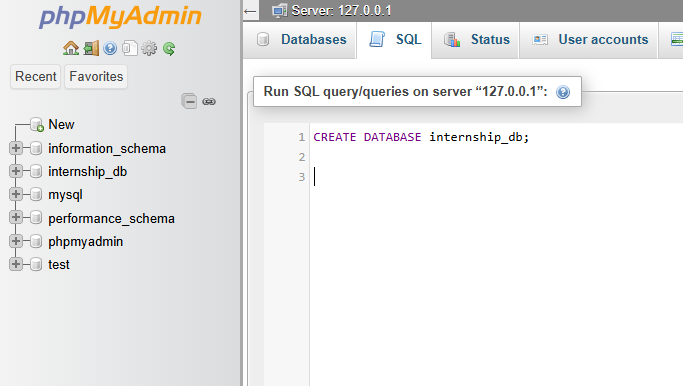 phpMyAdmin
Recent Favorites
New
information_schema
internship_db
mysql
performance_schema
phpmyadmin
test
Server: 127.0.0.1
Databases SQL Status User accounts
Run SQL query/queries on server “127.0.0.1”:
1 CREATE DATABASE internship_db;
2
3